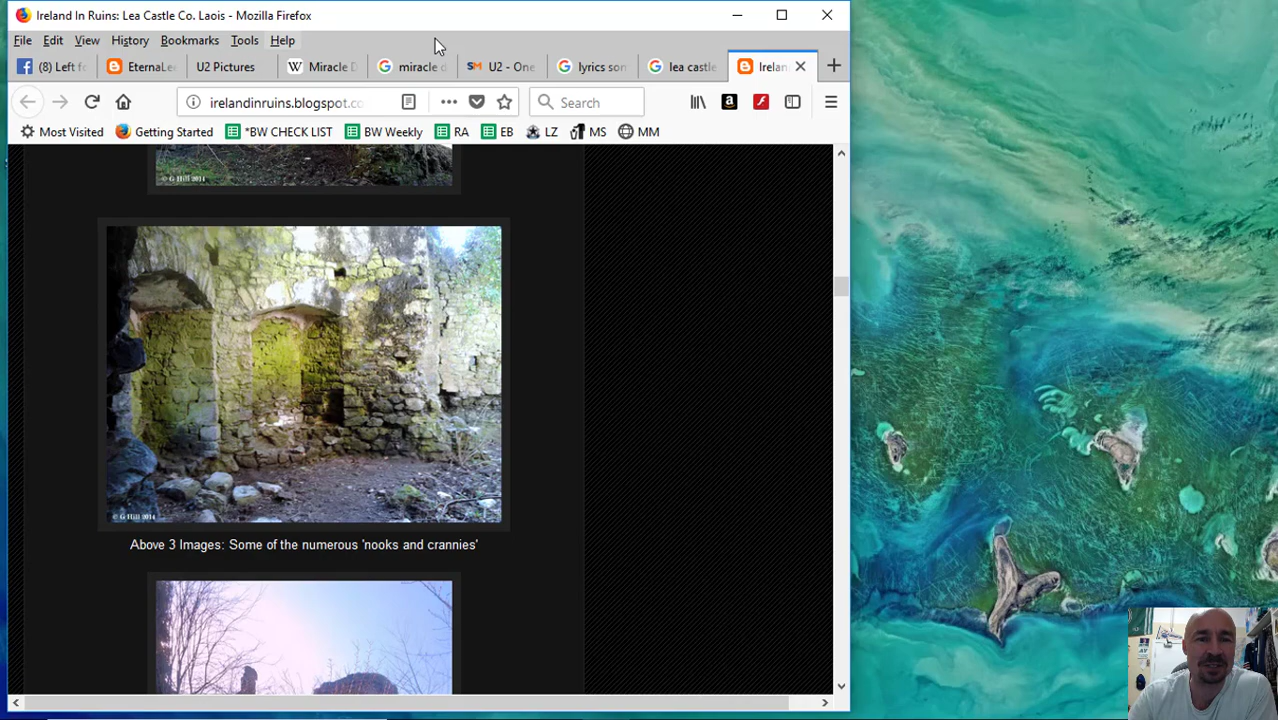 Ireland In Ruins: Lea Castle Co. Laois - Mozilla Firefox
File Edit View History Bookmarks Tools Help
(8) Left fo EternaLe U2 Pictures Miracle D miracle d U2 - One lyrics son lea castle Irelan
irelandinruins.blogspot.co Search
Most Visited Getting Started *BW CHECK LIST BW Weekly RA EB LZ MS MM
© G Hill 2014
© G Hill 2014
Above 3 Images: Some of the numerous 'nooks and crannies'